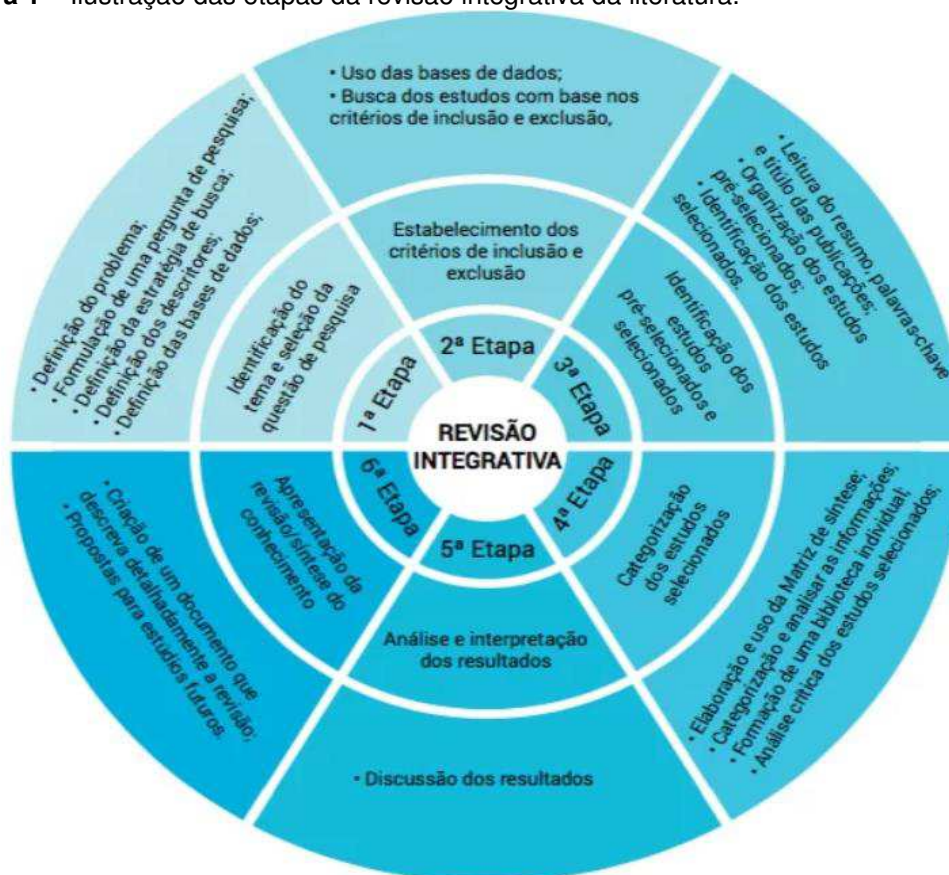 a 1 – Ilustração das etapas da revisão integrativa da literatura.
REVISÃO
INTEGRATIVA
1ª Etapa
Identificação do
tema e seleção da
questão de pesquisa
• Definição do problema;
• Formulação de uma pergunta de pesquisa;
• Definição da estratégia de busca;
• Definição dos descritores;
• Definição das bases de dados,
2ª Etapa
Estabelecimento dos
critérios de inclusão e
exclusão
• Uso das bases de dados;
• Busca dos estudos com base nos
critérios de inclusão e exclusão,
3ª Etapa
Identificação dos
estudos
pré-selecionados e
selecionados
• Leitura do resumo, palavras-chave
e título das publicações;
• Organização dos estudos
pré-selecionados;
• Identificação dos estudos
selecionados.
4ª Etapa
Categorização
dos estudos
selecionados
• Elaboração e uso da Matriz de síntese;
• Categorização e analisar as informações;
• Formação de uma biblioteca individual;
• Análise crítica dos estudos selecionados;
5ª Etapa
Análise e interpretação
dos resultados
• Discussão dos resultados
6ª Etapa
Apresentação da
revisão/síntese do
conhecimento
• Criação de um documento que
descreva detalhadamente a revisão;
• Propostas para estudios futuros.